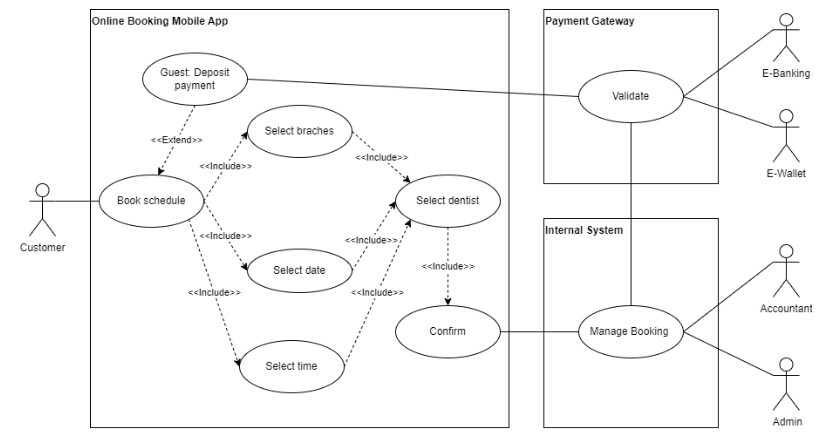 Online Booking Mobile App
Payment Gateway
Guest: Deposit
payment
Validate
E-Banking
Select braches
<<Extend>>
<<Include>>
<<Include>>
E-Wallet
Book schedule
Select dentist
Customer
<<Include>>
<<Include>>
Internal System
Select date
<<Include>>
<<Include>>
<<Include>>
Accountant
Confirm
Manage Booking
Select time
Admin